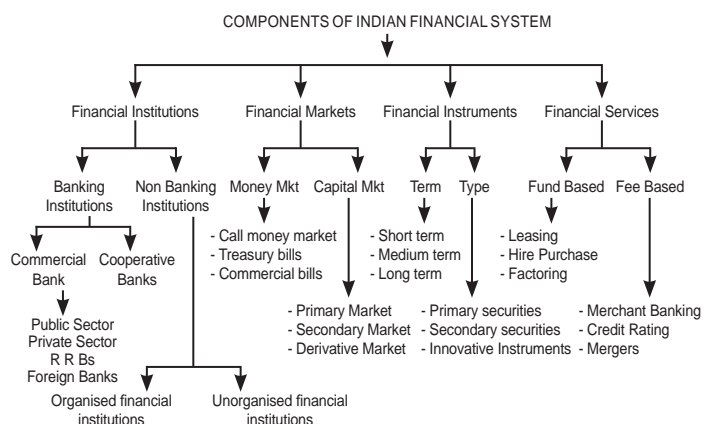 COMPONENTS OF INDIAN FINANCIAL SYSTEM
Financial Institutions
Financial Markets
Financial Instruments
Financial Services
Banking
Institutions
Non Banking
Institutions
Money Mkt
Capital Mkt
Term
Type
Fund Based
Fee Based
Commercial
Bank
Cooperative
Banks
- Call money market
- Treasury bills
- Commercial bills
- Short term
- Medium term
- Long term
- Leasing
- Hire Purchase
- Factoring
Public Sector
Private Sector
R R Bs
Foreign Banks
- Primary Market
- Secondary Market
- Derivative Market
- Primary securities
- Secondary securities
- Innovative Instruments
- Merchant Banking
- Credit Rating
- Mergers
Organised financial
institutions
Unorganised financial
institutions